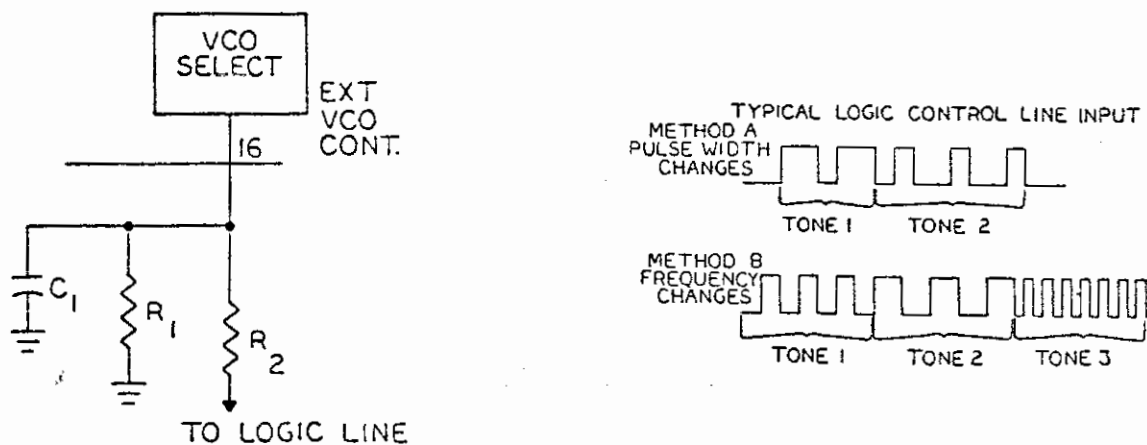 VCO
SELECT
EXT
VCO
CONT.
16
C1
R1
R2
TO LOGIC LINE
TYPICAL LOGIC CONTROL LINE INPUT
METHOD A
PULSE WIDTH
CHANGES
TONE 1
TONE 2
METHOD B
FREQUENCY
CHANGES
TONE 1
TONE 2
TONE 3